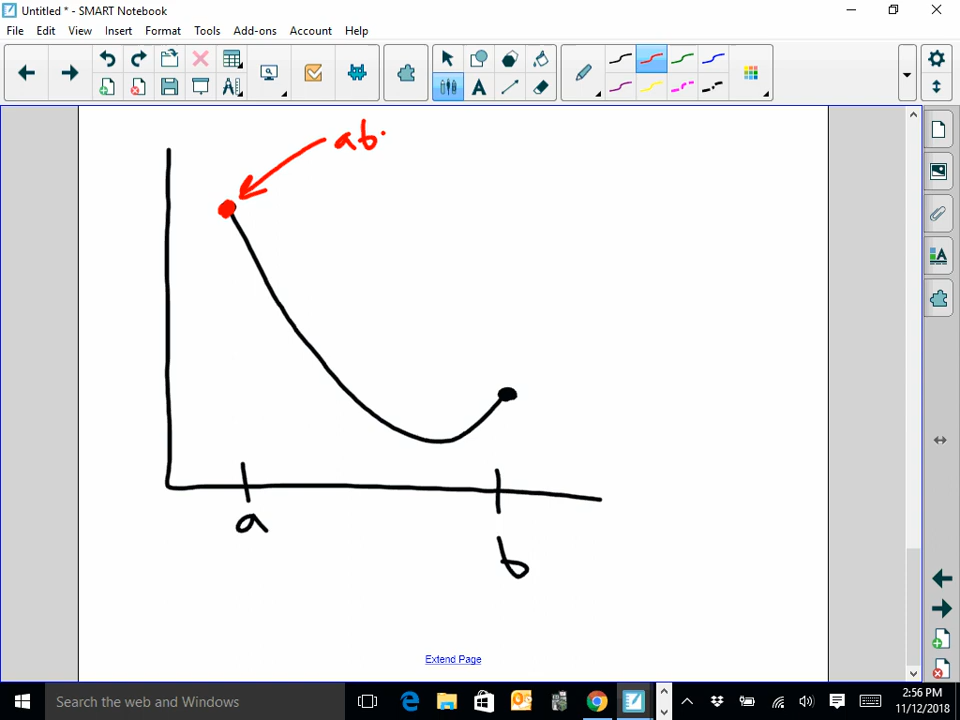 Untitled * - SMART Notebook
File Edit View Insert Format Tools Add-ons Account Help
ab.
a
b
Extend Page
Search the web and Windows
2:56 PM
11/12/2018